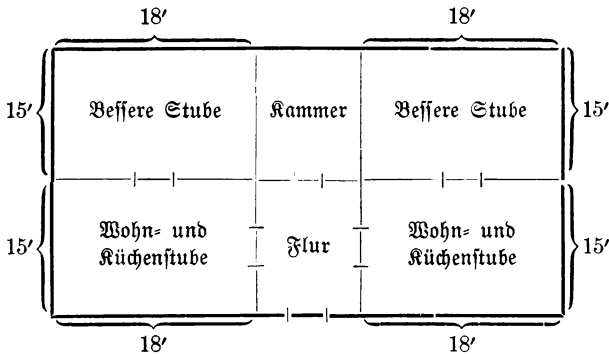 18′ 18′
15′ Bessere Stube Kammer Bessere Stube 15′
15′ Wohn- und Küchenstube Flur Wohn- und Küchenstube 15′
18′ 18′